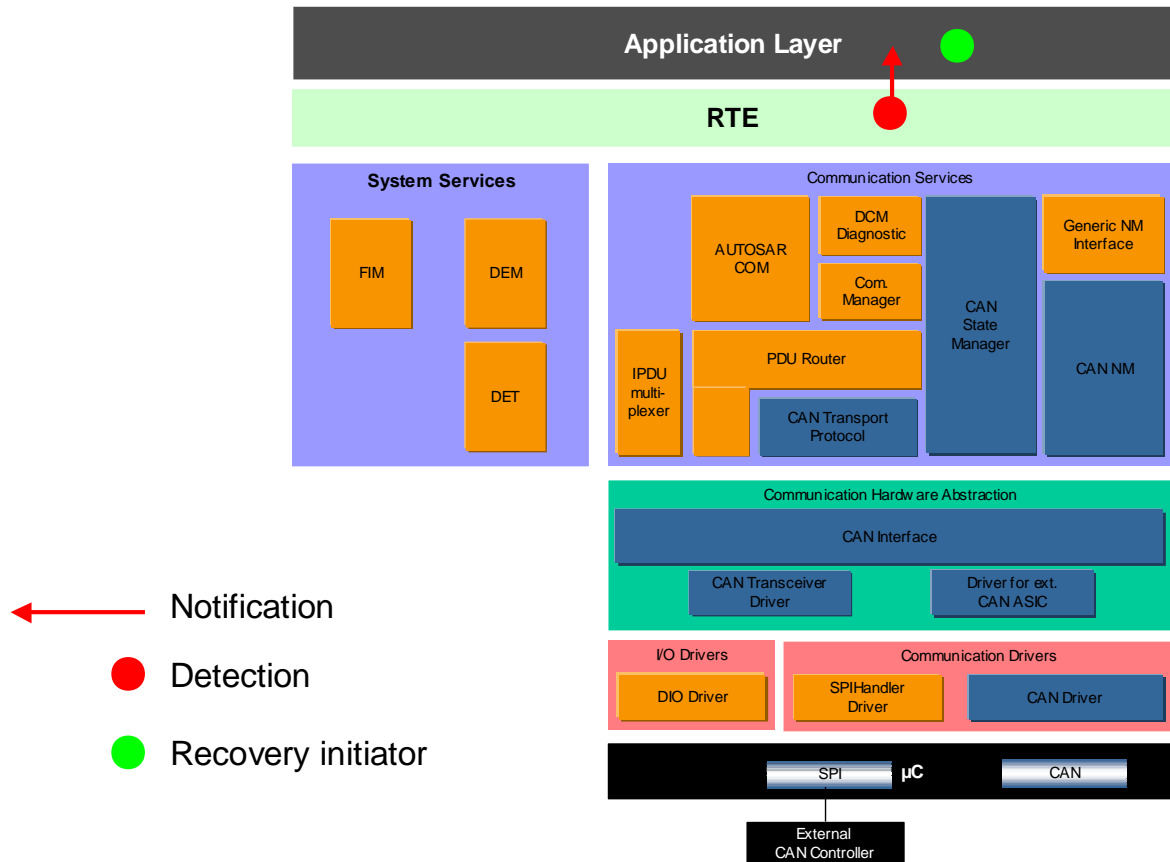 Application Layer
RTE
System Services
FIM
DEM
DET
Communication Services
AUTOSAR
COM
DCM
Diagnostic
Com.
Manager
CAN
State
Manager
Generic NM
Interface
CAN NM
IPDU
multi-
plexer
PDU Router
CAN Transport
Protocol
Communication Hardware Abstraction
CAN Interface
CAN Transceiver
Driver
Driver for ext.
CAN ASIC
I/O Drivers
DIO Driver
Communication Drivers
SPIHandler
Driver
CAN Driver
SPI
µC
CAN
External
CAN Controller
Notification
Detection
Recovery initiator